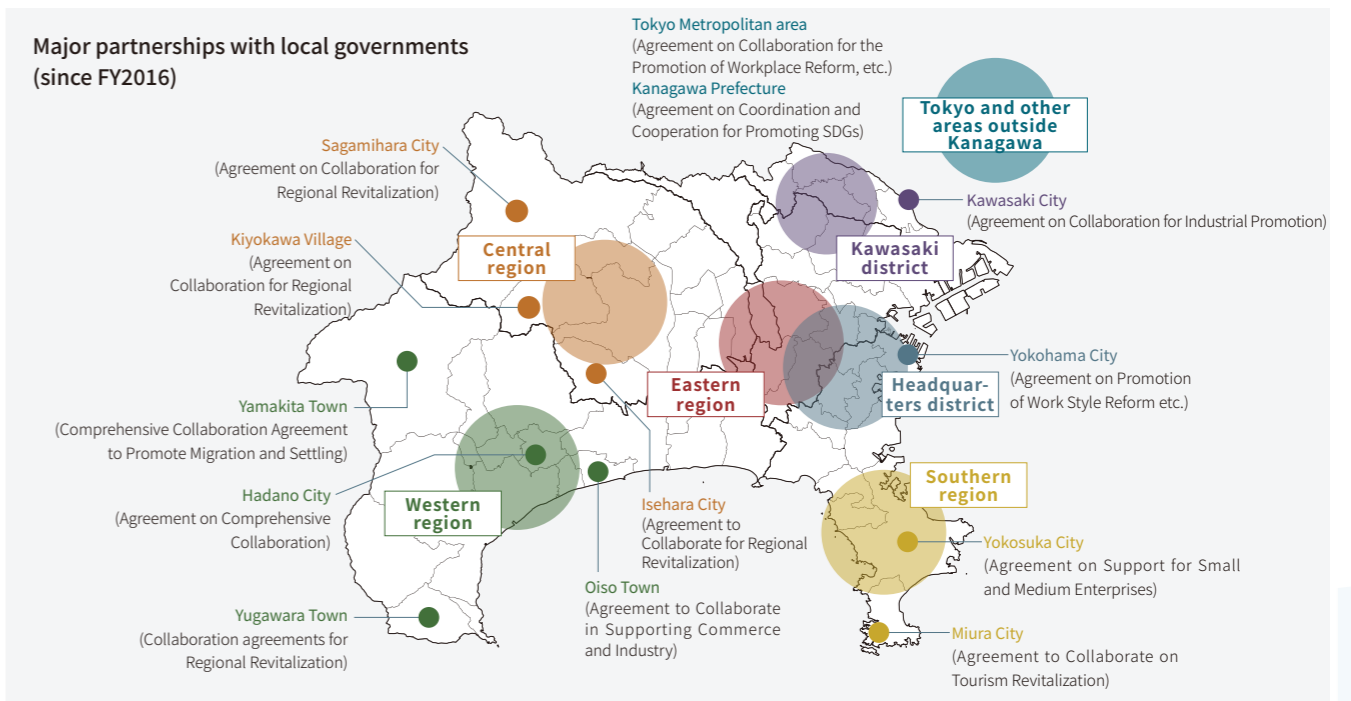 Major partnerships with local governments
(since FY2016)
Tokyo Metropolitan area
(Agreement on Collaboration for the
Promotion of Workplace Reform, etc.)
Kanagawa Prefecture
(Agreement on Coordination and
Cooperation for Promoting SDGs)
Tokyo and other
areas outside
Kanagawa
Sagamihara City
(Agreement on Collaboration for
Regional Revitalization)
Kiyokawa Village
(Agreement on
Collaboration for Regional
Revitalization)
Central
region
Kawasaki
district
Kawasaki City
(Agreement on Collaboration for Industrial Promotion)
Eastern
region
Headquar-
ters district
Yokohama City
(Agreement on Promotion
of Work Style Reform etc.)
Yamakita Town
(Comprehensive Collaboration Agreement
to Promote Migration and Settling)
Hadano City
(Agreement on Comprehensive
Collaboration)
Western
region
Yugawara Town
(Collaboration agreements for
Regional Revitalization)
Isehara City
(Agreement to
Collaborate for Regional
Revitalization)
Oiso Town
(Agreement to Collaborate
in Supporting Commerce
and Industry)
Southern
region
Yokosuka City
(Agreement on Support for Small
and Medium Enterprises)
Miura City
(Agreement to Collaborate on
Tourism Revitalization)